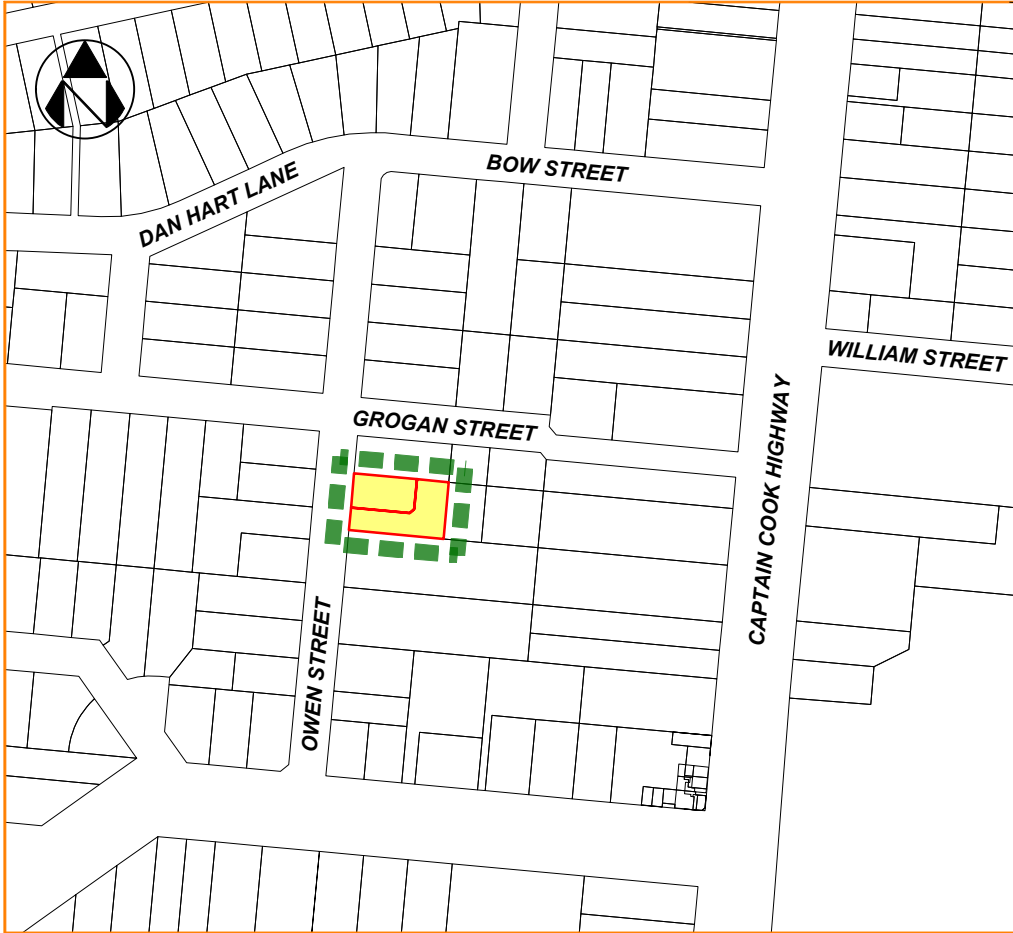 BOW STREET
DAN HART LANE
WILLIAM STREET
GROGAN STREET
CAPTAIN COOK HIGHWAY
OWEN STREET